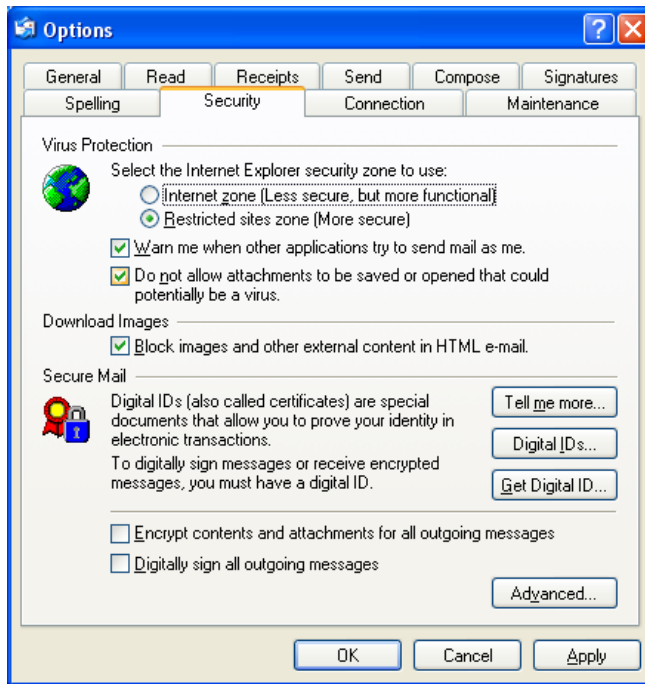 Options
General Read Receipts Send Compose Signatures
Spelling Security Connection Maintenance
Virus Protection
Select the Internet Explorer security zone to use:
Internet zone (Less secure, but more functional)
Restricted sites zone (More secure)
Warn me when other applications try to send mail as me.
Do not allow attachments to be saved or opened that could
potentially be a virus.
Download Images
Block images and other external content in HTML e-mail.
Secure Mail
Digital IDs (also called certificates) are special
documents that allow you to prove your identity in
electronic transactions.
To digitally sign messages or receive encrypted
messages, you must have a digital ID.
Tell me more...
Digital IDs...
Get Digital ID...
Encrypt contents and attachments for all outgoing messages
Digitally sign all outgoing messages
Advanced...
OK Cancel Apply